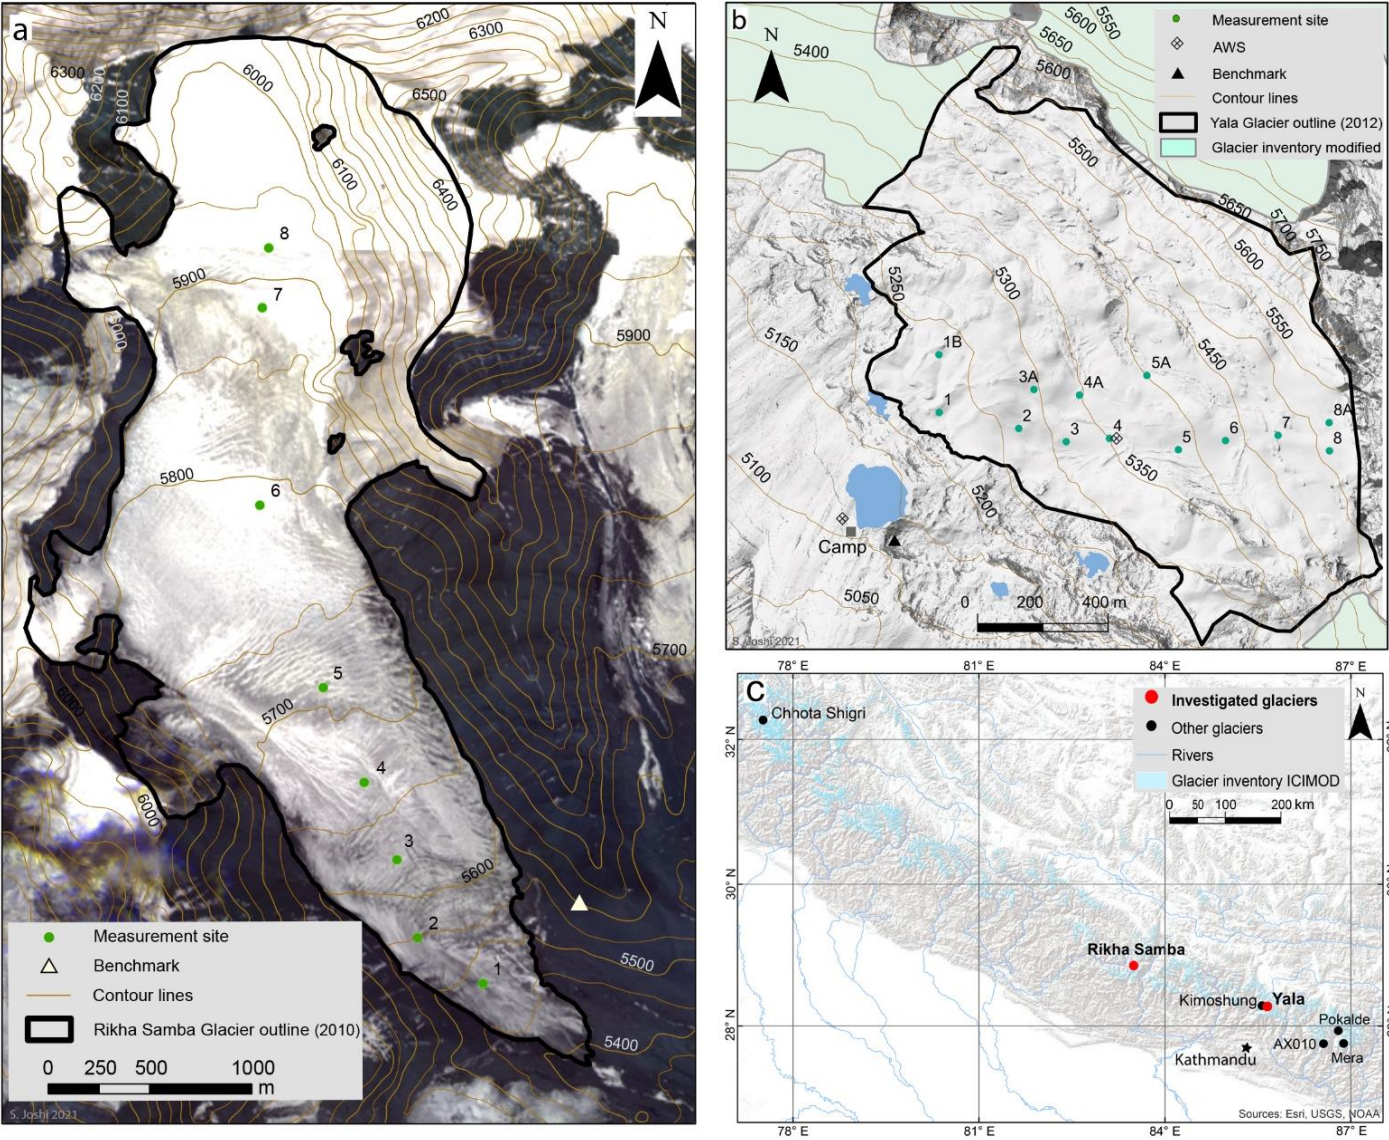 a
N
6200
6300
6300
6200
6100
6000
6500
6100
6400
8
5900
7
6000
5900
5800
6
5
5700
5700
4
6000
6000
3
5600
2
1
5500
5400
Measurement site
Benchmark
Contour lines
Rikha Samba Glacier outline (2010)
0 250 500 1000
m
S. Joshi 2021
b
N
5400
5600
5550
5650
5600
Measurement site
AWS
Benchmark
Contour lines
Yala Glacier outline (2012)
Glacier inventory modified
5500
5650
5700
5750
5600
5250
5300
5550
5150
5450
1B
5A
3A
4A
1
2
3
4
5
6
7
8A
8
5350
5100
5200
Camp
5050
0 200 400 m
S. Joshi 2021
78° E 81° E 84° E 87° E
C
Investigated glaciers
Other glaciers
Rivers
Glacier inventory ICIMOD
0 50 100 200 km
N
Chhota Shigri
32° N
30° N
28° N
Rikha Samba
Kimoshung
Yala
Pokalde
AX010
Mera
Kathmandu
Sources: Esri, USGS, NOAA
78° E 81° E 84° E 87° E